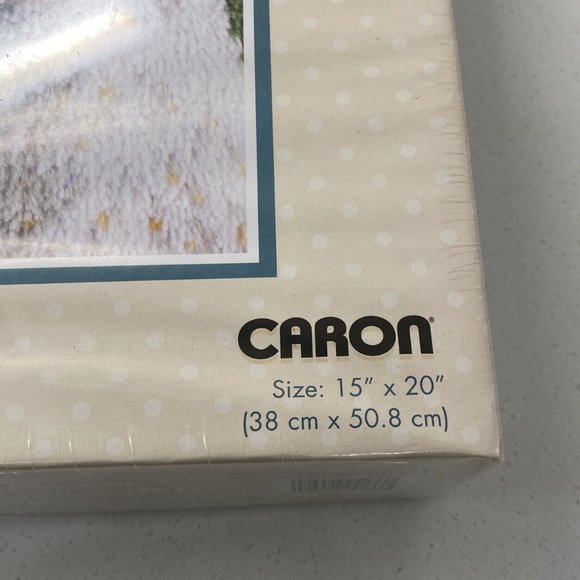 CARON®
Size: 15” x 20”
(38 cm x 50.8 cm)